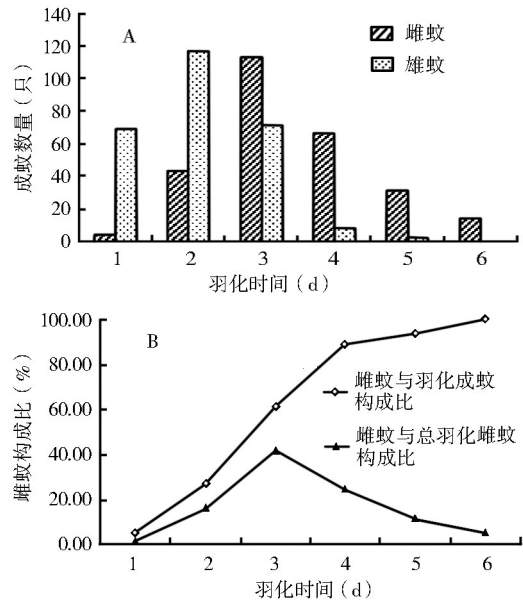 A
雌蚊
雄蚊
成蚊数量（只）
140
120
100
80
60
40
20
0
1 2 3 4 5 6
羽化时间（d）
B
雌蚊构成比（%）
100.00
80.00
60.00
40.00
20.00
0.00
雌蚊与羽化成蚊
构成比
雌蚊与总羽化雌蚊
构成比
1 2 3 4 5 6
羽化时间（d）